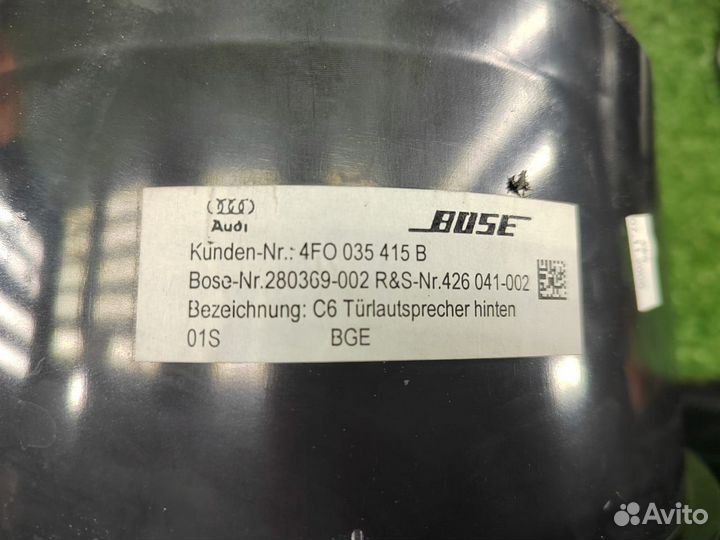 Audi
BOSE
Kunden-Nr.: 4FO 035 415 B
Bose-Nr.280369-002 R&S-Nr.426 041-002
Bezeichnung: C6 Türlautsprecher hinten
01S BGE
Avito